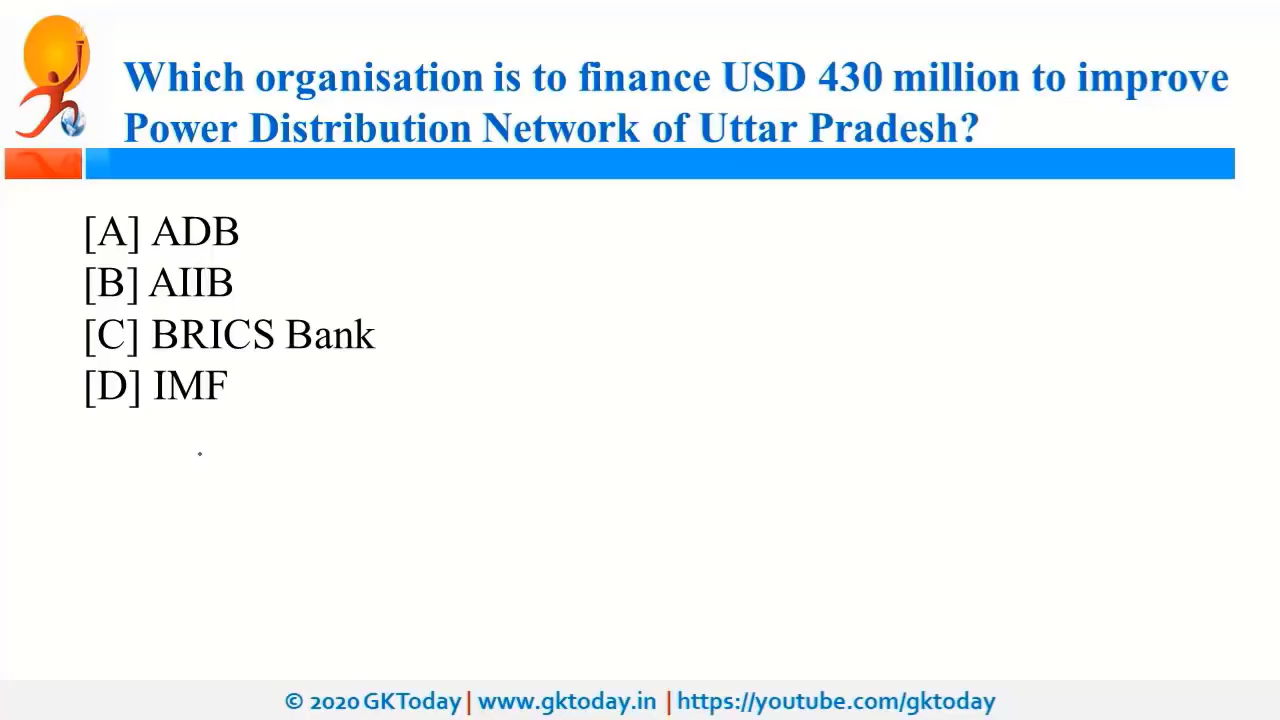 Which organisation is to finance USD 430 million to improve
Power Distribution Network of Uttar Pradesh?
[A] ADB
[B] AIIB
[C] BRICS Bank
[D] IMF
© 2020 GKToday | www.gktoday.in | https://youtube.com/gktoday